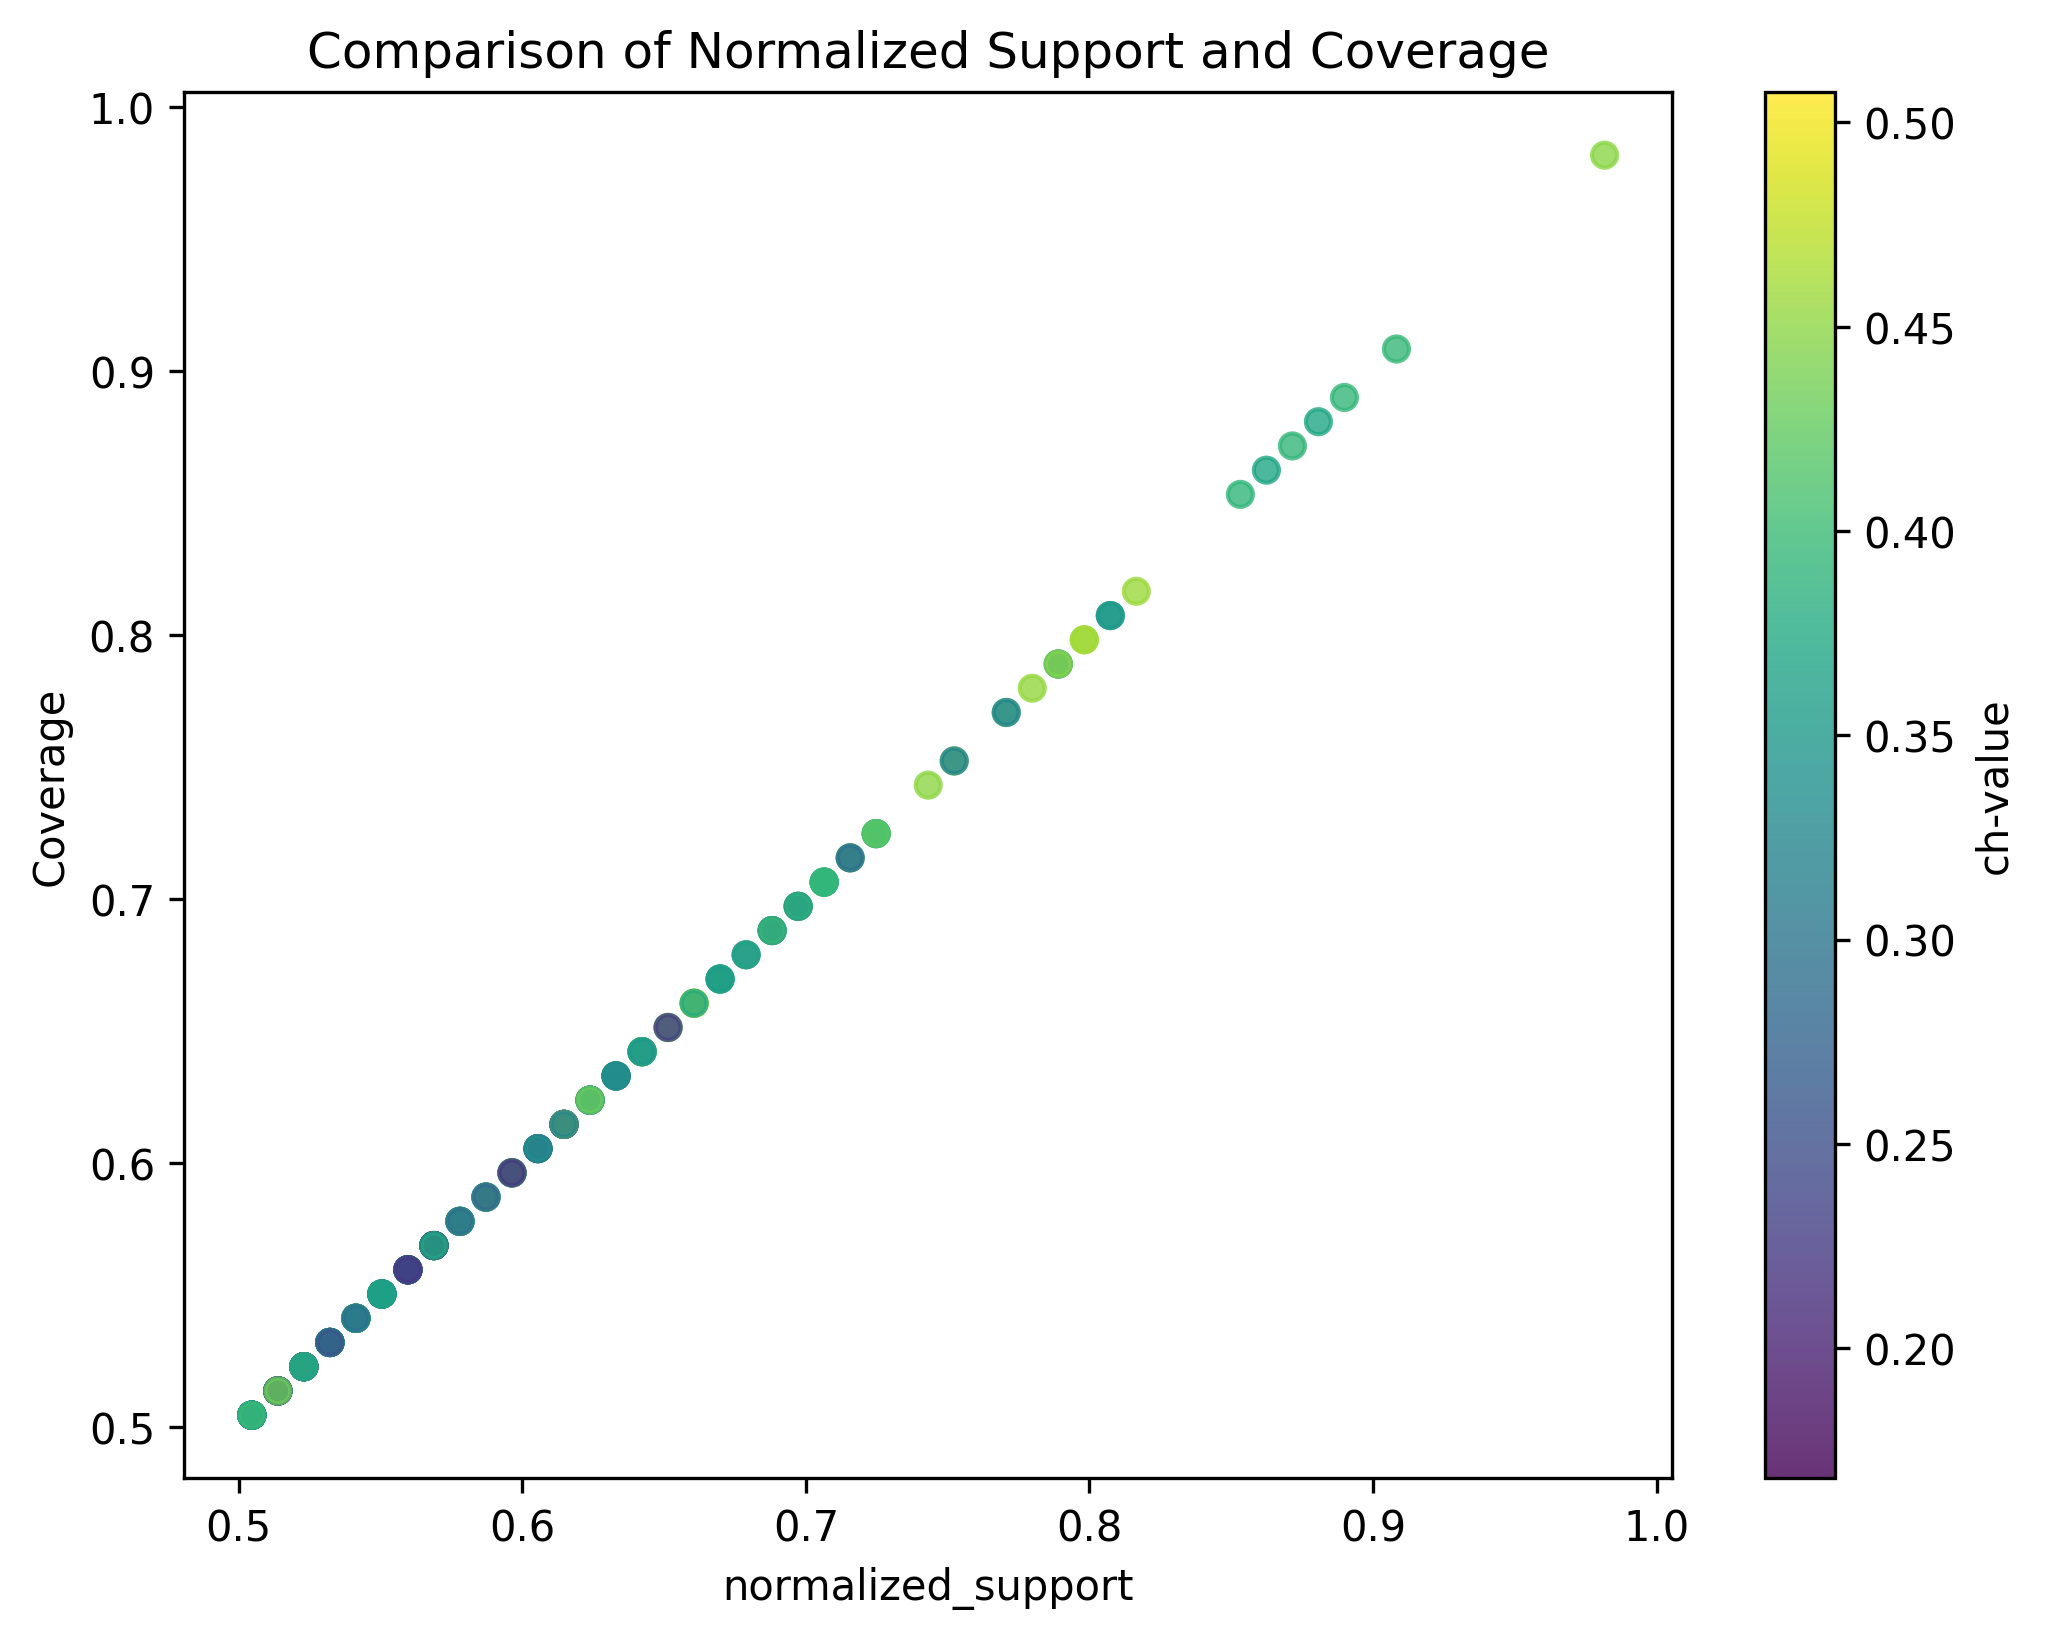 Comparison of Normalized Support and Coverage
1.0
0.9
0.8
0.7
0.6
0.5
Coverage
0.5 0.6 0.7 0.8 0.9 1.0
normalized_support
0.50
0.45
0.40
0.35
0.30
0.25
0.20
ch-value